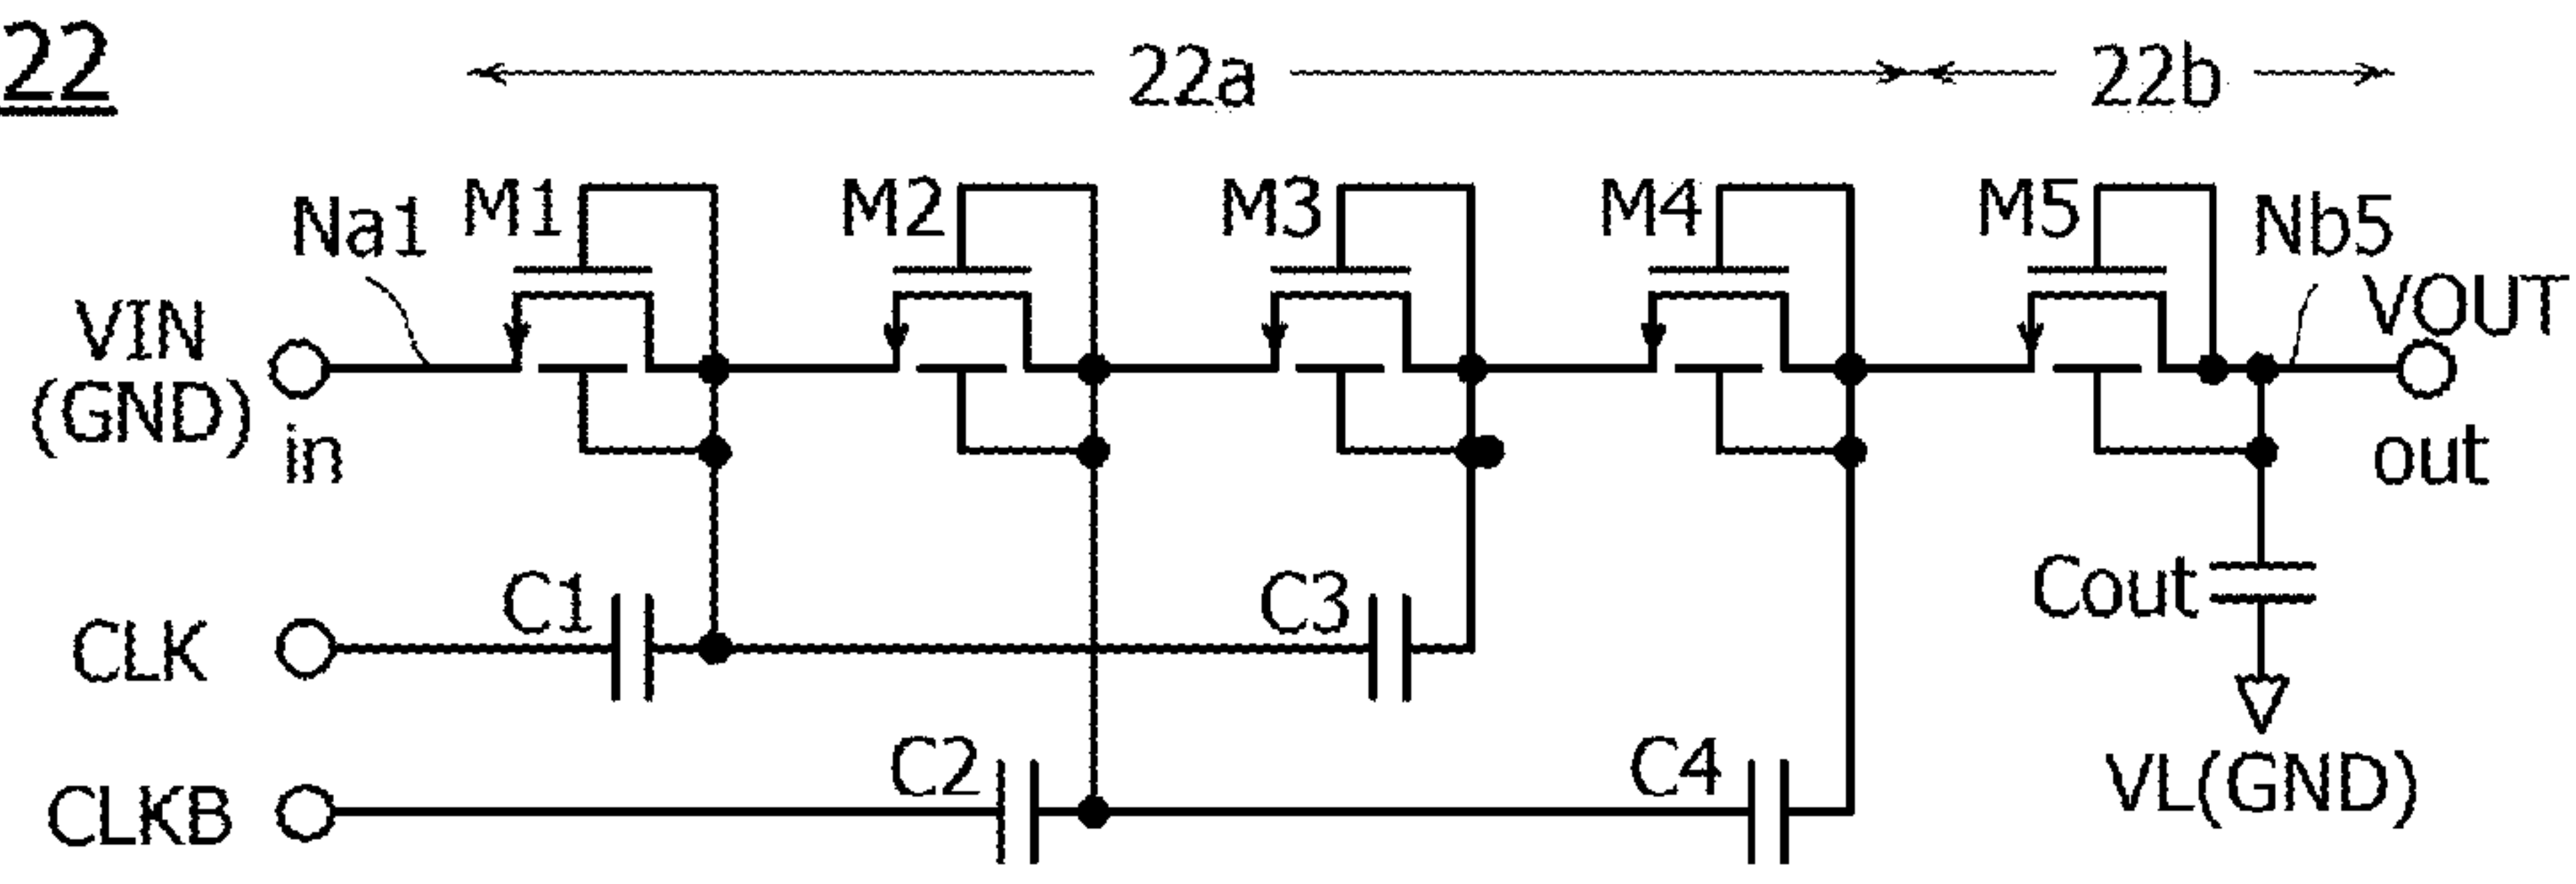 22
22a
22b
Na1
M1
M2
M3
M4
M5
Nb5
VIN
(GND)
in
VOUT
out
C1
C3
Cout
CLK
C2
C4
VL(GND)
CLKB